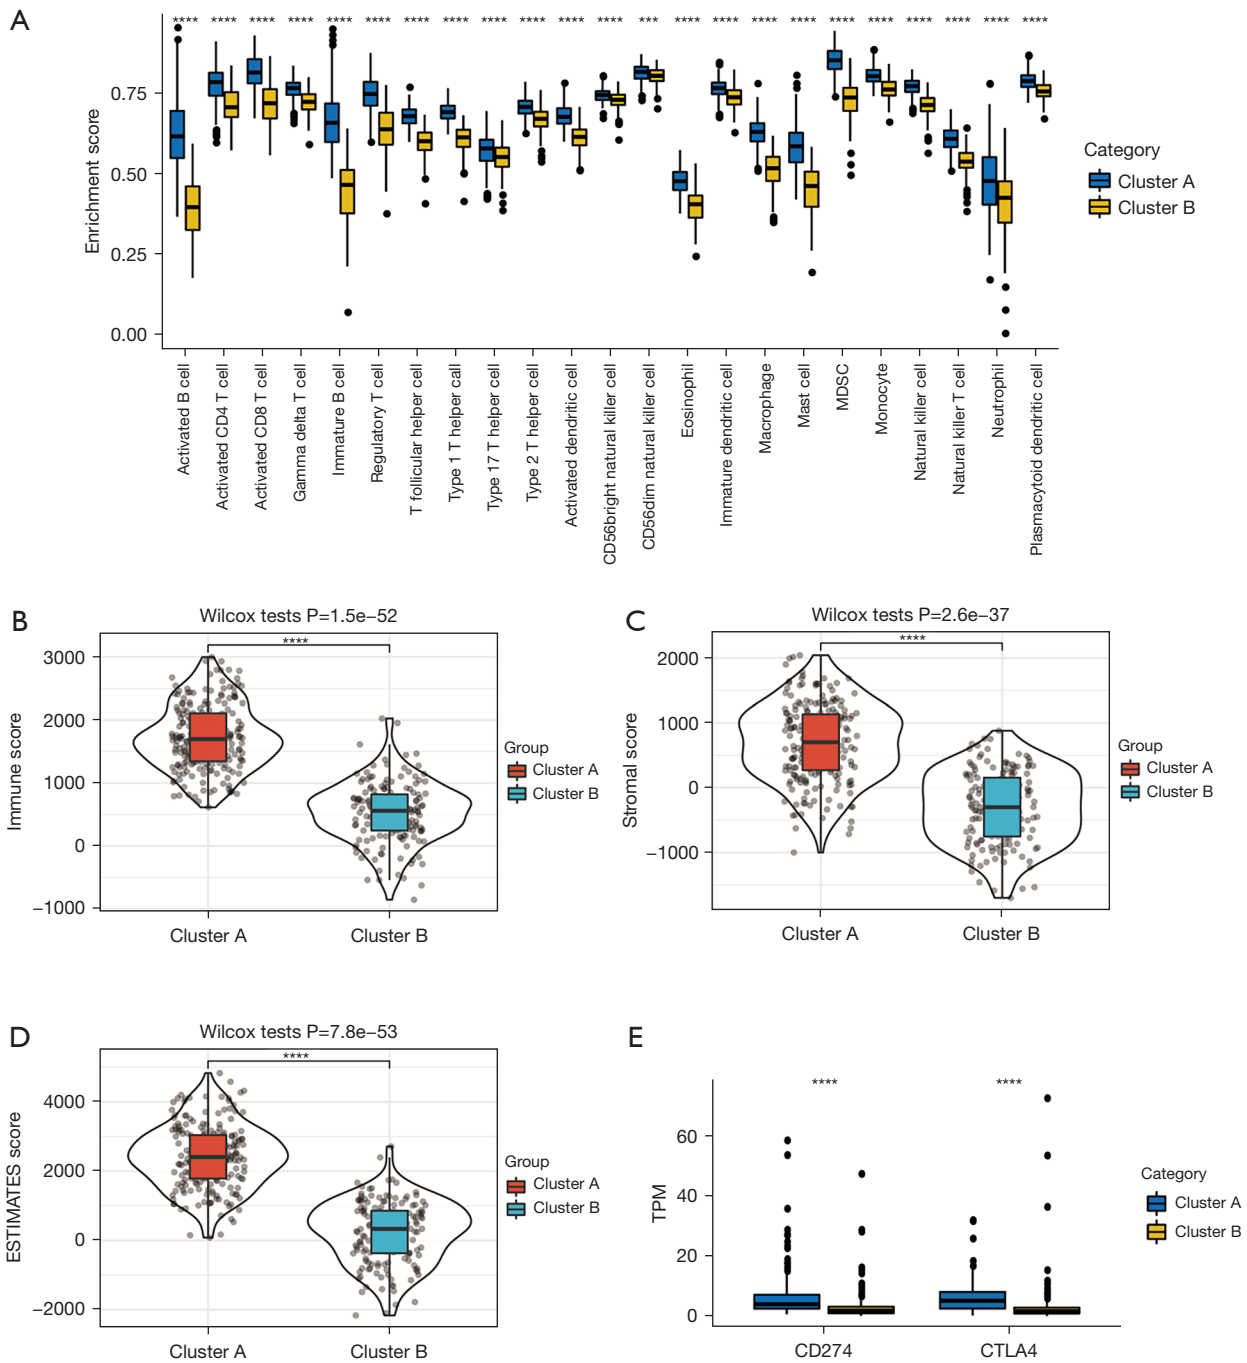 A
**** **** **** **** **** **** **** **** **** **** **** **** *** **** **** **** **** **** **** **** **** **** ****
Enrichment score
0.75
0.50
0.25
0.00
Activated B cell
Activated CD4 T cell
Activated CD8 T cell
Gamma delta T cell
Immature B cell
Regulatory T cell
T follicular helper cell
Type 1 T helper call
Type 17 T helper cell
Type 2 T helper cell
Activated dendritic cell
CD56bright natural killer cell
CD56dim natural killer cell
Eosinophil
Immature dendritic cell
Macrophage
Mast cell
MDSC
Monocyte
Natural killer cell
Natural killer T cell
Neutrophil
Plasmacytoid dendritic cell
Category
Cluster A
Cluster B
B
Wilcox tests P=1.5e−52
****
Immune score
3000
2000
1000
0
−1000
Cluster A
Cluster B
Group
Cluster A
Cluster B
C
Wilcox tests P=2.6e−37
****
Stromal score
2000
1000
0
−1000
Cluster A
Cluster B
Group
Cluster A
Cluster B
D
Wilcox tests P=7.8e−53
****
ESTIMATES score
4000
2000
0
−2000
Cluster A
Cluster B
Group
Cluster A
Cluster B
E
**** ****
TPM
60
40
20
0
CD274
CTLA4
Category
Cluster A
Cluster B